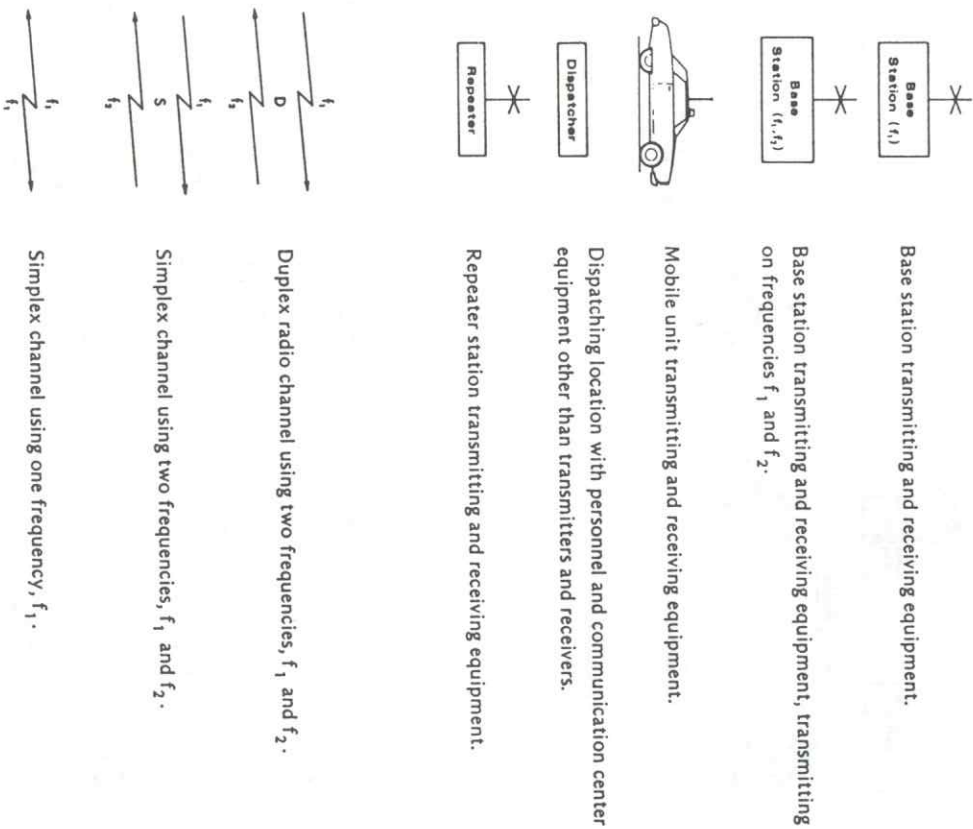 Base
Station (f₁)
Base station transmitting and receiving equipment.
Base
Station (f₁,f₂)
Base station transmitting and receiving equipment, transmitting
on frequencies f₁ and f₂.
Mobile unit transmitting and receiving equipment.
Dispatcher
Dispatching location with personnel and communication center
equipment other than transmitters and receivers.
Repeater
Repeater station transmitting and receiving equipment.
f₁
D
f₂
Duplex radio channel using two frequencies, f₁ and f₂.
f₁
S
f₂
Simplex channel using two frequencies, f₁ and f₂.
f₁
f₁
Simplex channel using one frequency, f₁.